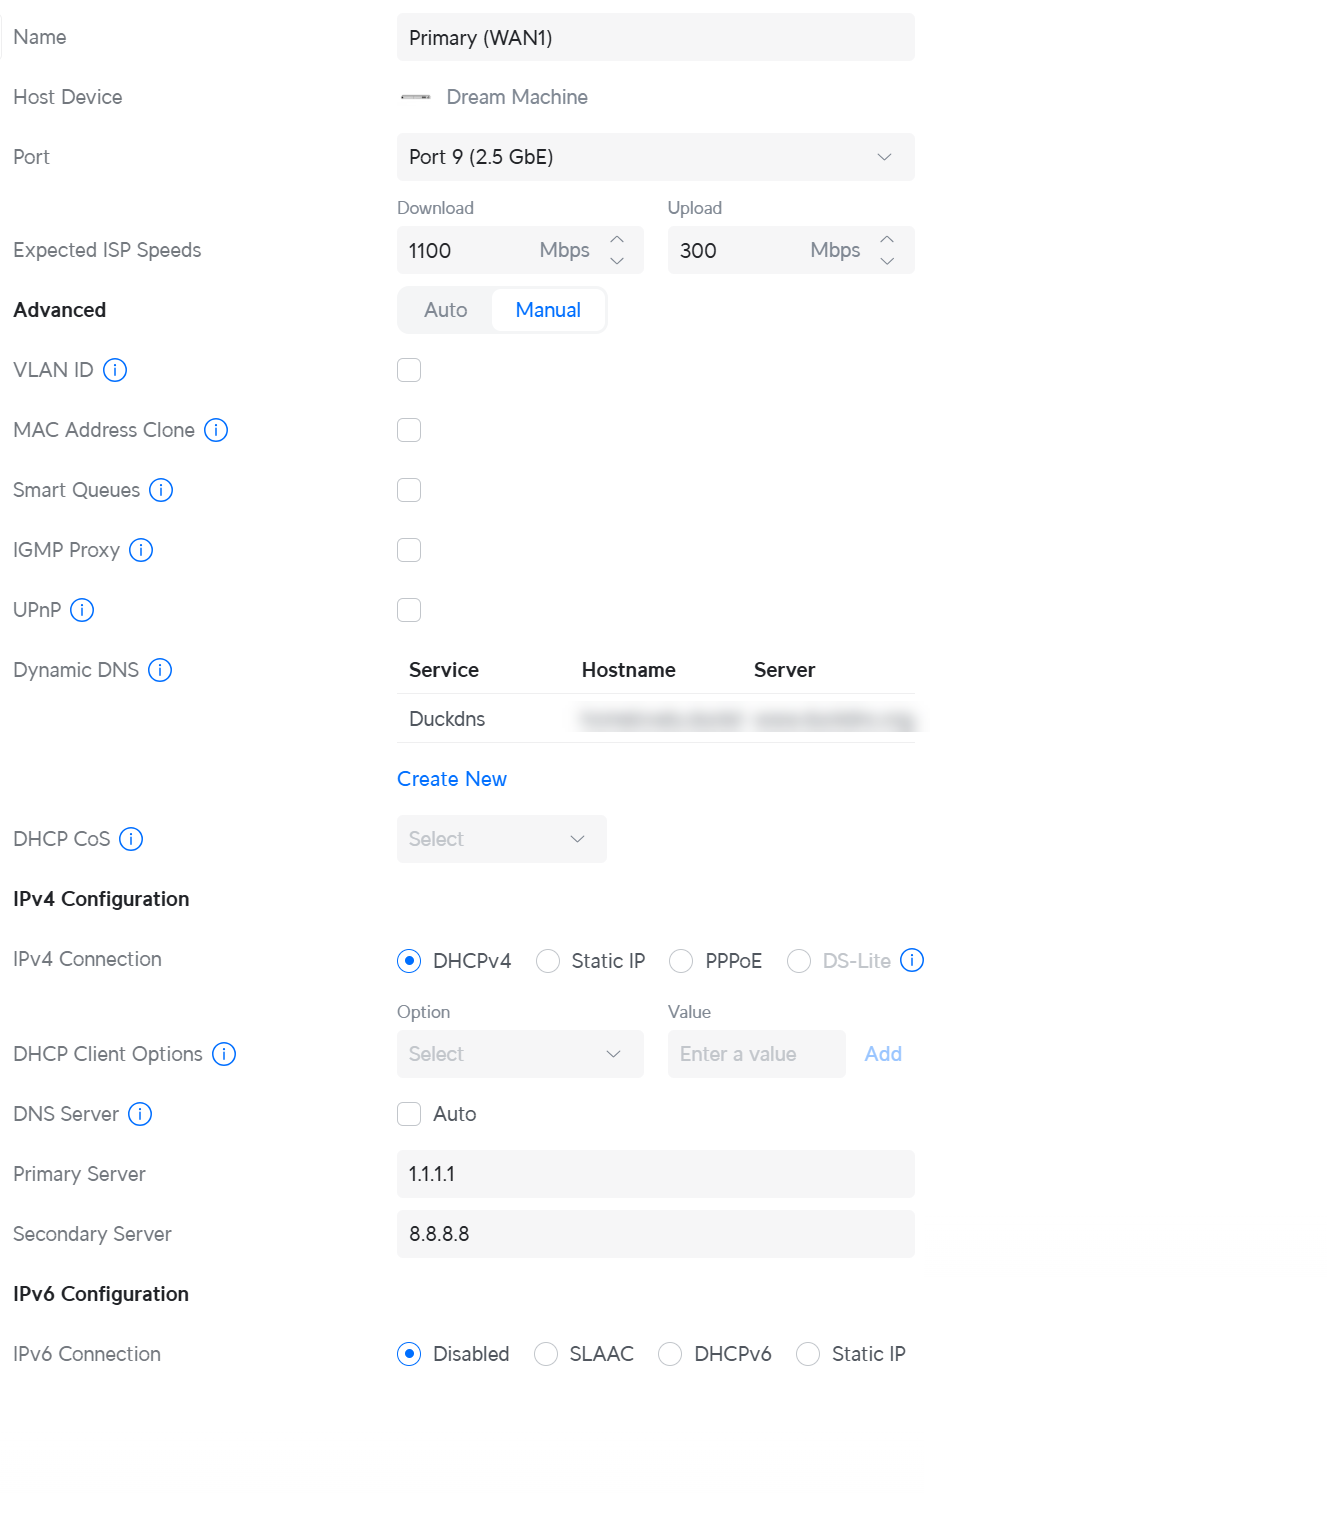 Name
Primary (WAN1)
Host Device
Dream Machine
Port
Port 9 (2.5 GbE)
Download Upload
Expected ISP Speeds
1100 Mbps 300 Mbps
Advanced
Auto Manual
VLAN ID
MAC Address Clone
Smart Queues
IGMP Proxy
UPnP
Dynamic DNS
Service Hostname Server
Duckdns
Create New
DHCP CoS
Select
IPv4 Configuration
IPv4 Connection
DHCPv4 Static IP PPPoE DS-Lite
Option Value
DHCP Client Options
Select Enter a value Add
DNS Server
Auto
Primary Server
1.1.1.1
Secondary Server
8.8.8.8
IPv6 Configuration
IPv6 Connection
Disabled SLAAC DHCPv6 Static IP